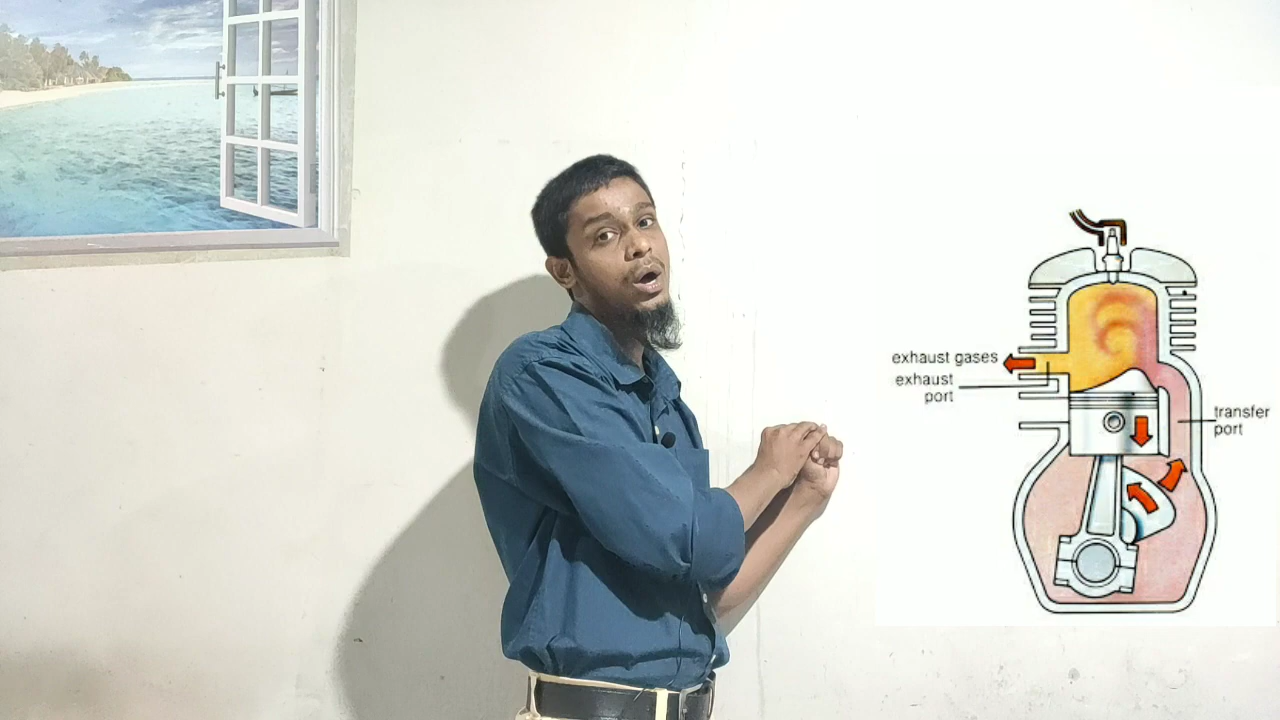 exhaust gases
exhaust
port
transfer
port